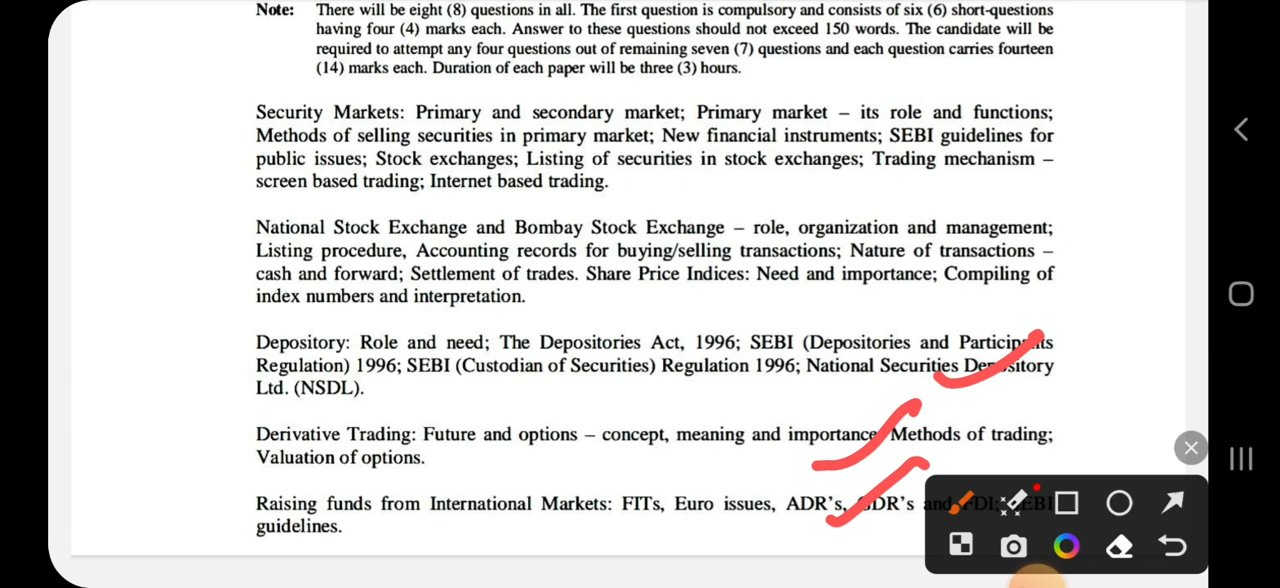 Note: There will be eight (8) questions in all. The first question is compulsory and consists of six (6) short-questions
having four (4) marks each. Answer to these questions should not exceed 150 words. The candidate will be
required to attempt any four questions out of remaining seven (7) questions and each question carries fourteen
(14) marks each. Duration of each paper will be three (3) hours.
Security Markets: Primary and secondary market; Primary market – its role and functions;
Methods of selling securities in primary market; New financial instruments; SEBI guidelines for
public issues; Stock exchanges; Listing of securities in stock exchanges; Trading mechanism –
screen based trading; Internet based trading.
National Stock Exchange and Bombay Stock Exchange – role, organization and management;
Listing procedure, Accounting records for buying/selling transactions; Nature of transactions –
cash and forward; Settlement of trades. Share Price Indices: Need and importance; Compiling of
index numbers and interpretation.
Depository: Role and need; The Depositories Act, 1996; SEBI (Depositories and Participants
Regulation) 1996; SEBI (Custodian of Securities) Regulation 1996; National Securities Depository
Ltd. (NSDL).
Derivative Trading: Future and options – concept, meaning and importance; Methods of trading;
Valuation of options.
Raising funds from International Markets: FITs, Euro issues, ADR's, GDR's and FDI; SEBI
guidelines.